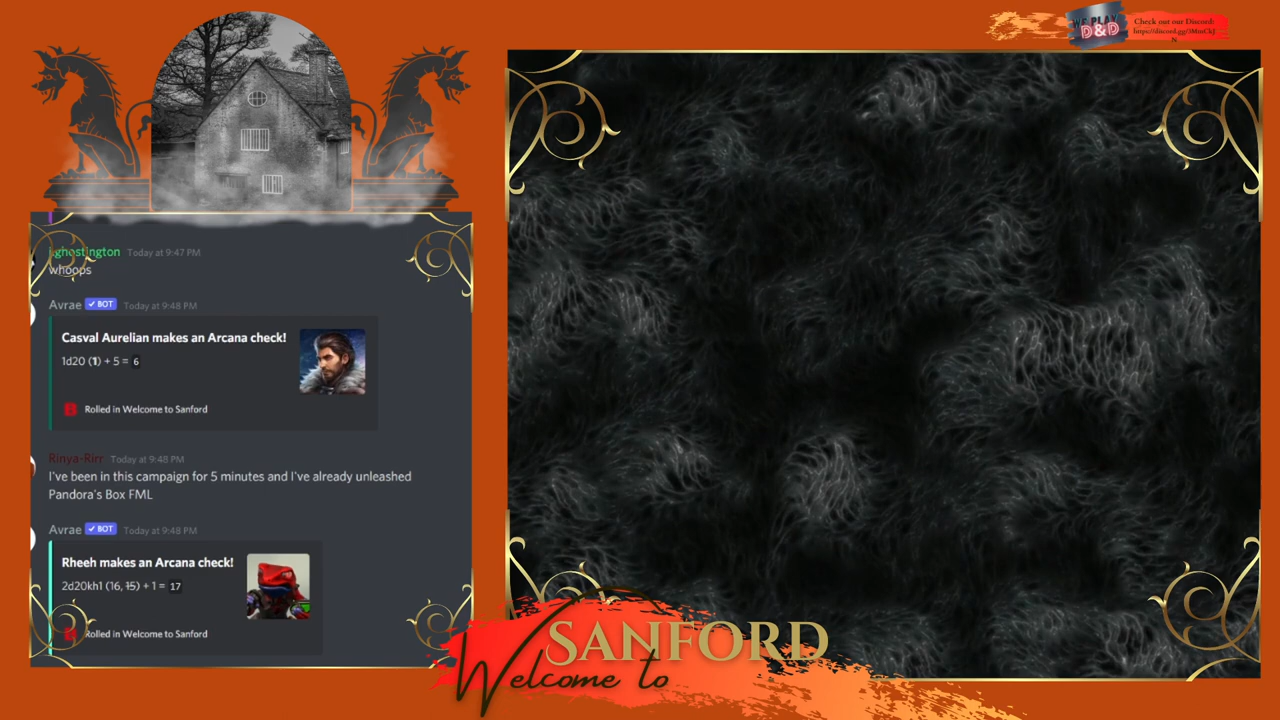 WE PLAY
D&D
Check out our Discord:
N
i.ghostington Today at 9:47 PM
whoops
Avrae ✔ BOT Today at 9:48 PM
Casval Aurelian makes an Arcana check!
1d20 (1) + 5 = 6
Rolled in Welcome to Sanford
Rinya-Rirr Today at 9:48 PM
I've been in this campaign for 5 minutes and I've already unleashed
Pandora's Box FML
Avrae ✔ BOT Today at 9:48 PM
Rheeh makes an Arcana check!
2d20kh1 (16, 15) + 1 = 17
Rolled in Welcome to Sanford
Welcome to
SANFORD